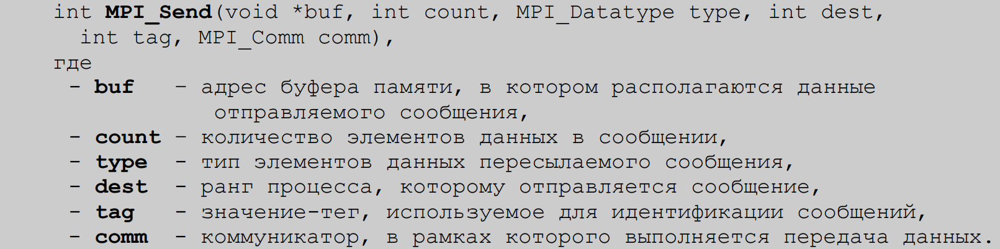 int MPI_Send(void *buf, int count, MPI_Datatype type, int dest,
int tag, MPI_Comm comm),
где
- buf – адрес буфера памяти, в котором располагаются данные
отправляемого сообщения,
- count – количество элементов данных в сообщении,
- type - тип элементов данных пересылаемого сообщения,
- dest - ранг процесса, которому отправляется сообщение,
- tag - значение-тег, используемое для идентификации сообщений,
- comm - коммуникатор, в рамках которого выполняется передача данных.